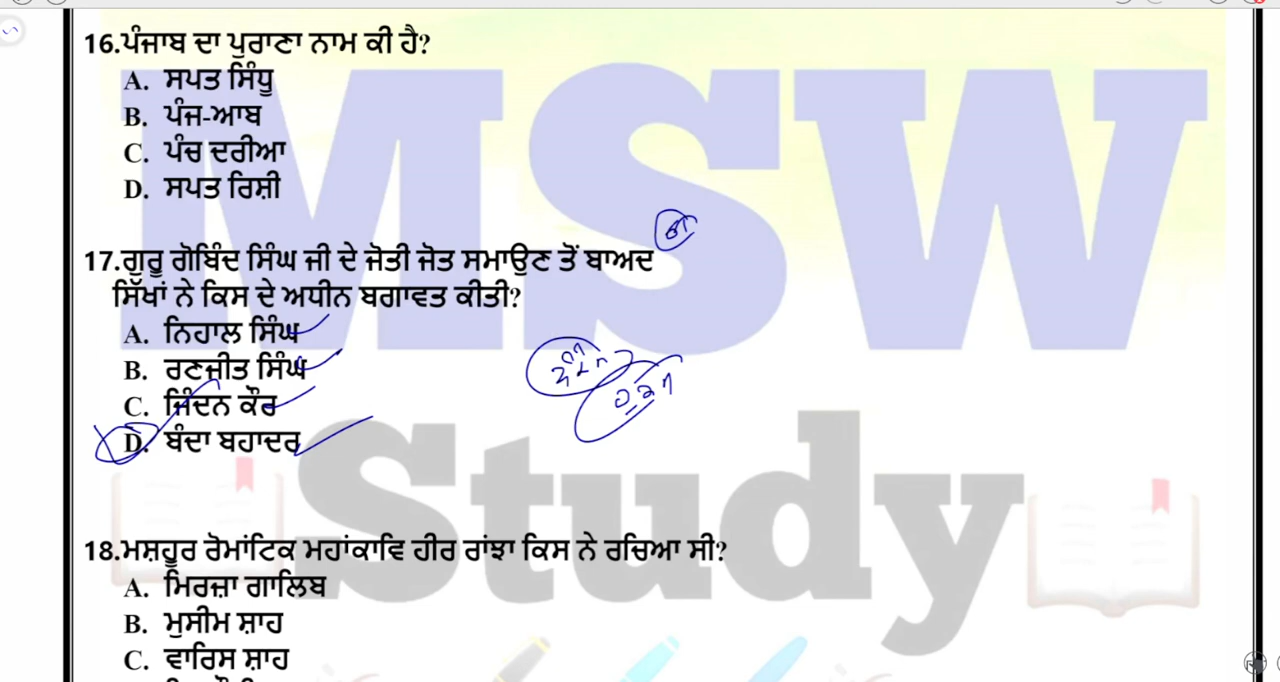 16.ਪੰਜਾਬ ਦਾ ਪੁਰਾਣਾ ਨਾਮ ਕੀ ਹੈ?
A. ਸਪਤ ਸਿੰਧੂ
B. ਪੰਜ-ਆਬ
C. ਪੰਚ ਦਰੀਆ
D. ਸਪਤ ਰਿਸ਼ੀ
17.ਗੁਰੂ ਗੋਬਿੰਦ ਸਿੰਘ ਜੀ ਦੇ ਜੋਤੀ ਜੋਤ ਸਮਾਉਣ ਤੋਂ ਬਾਅਦ
ਸਿੱਖਾਂ ਨੇ ਕਿਸ ਦੇ ਅਧੀਨ ਬਗਾਵਤ ਕੀਤੀ?
A. ਨਿਹਾਲ ਸਿੰਘ
B. ਰਣਜੀਤ ਸਿੰਘ
C. ਜਿੰਦਨ ਕੌਰ
D. ਬੰਦਾ ਬਹਾਦਰ
18.ਮਸ਼ਹੂਰ ਰੋਮਾਂਟਿਕ ਮਹਾਂਕਾਵਿ ਹੀਰ ਰਾਂਝਾ ਕਿਸ ਨੇ ਰਚਿਆ ਸੀ?
A. ਮਿਰਜ਼ਾ ਗਾਲਿਬ
B. ਮੁਸੀਮ ਸ਼ਾਹ
C. ਵਾਰਿਸ ਸ਼ਾਹ
MSW
Study